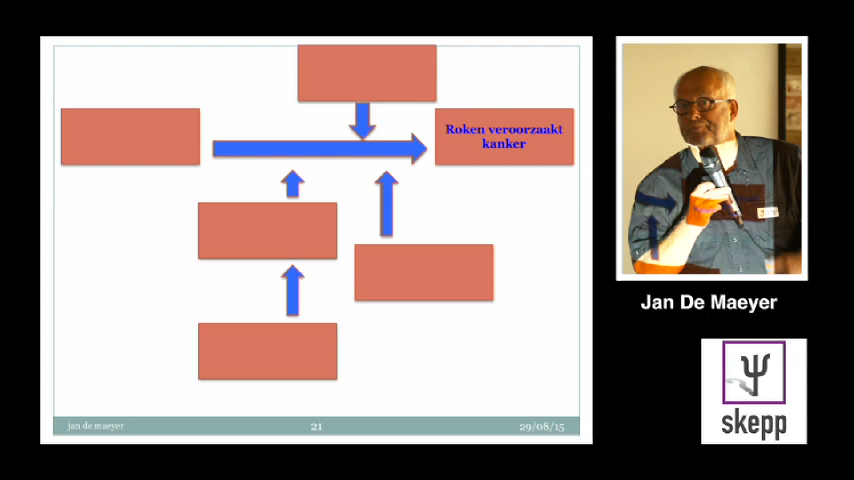 Roken veroorzaakt
kanker
jan de maeyer
21
29/08/15
Jan De Maeyer
skepp